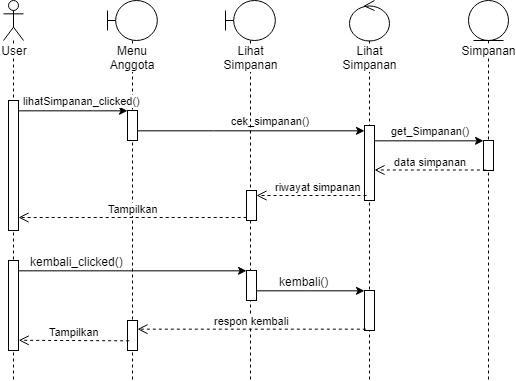 User
Menu
Anggota
Lihat
Simpanan
Lihat
Simpanan
Simpanan
lihatSimpanan_clicked()
cek_simpanan()
get_Simpanan()
data simpanan
riwayat simpanan
Tampilkan
kembali_clicked()
kembali()
respon kembali
Tampilkan